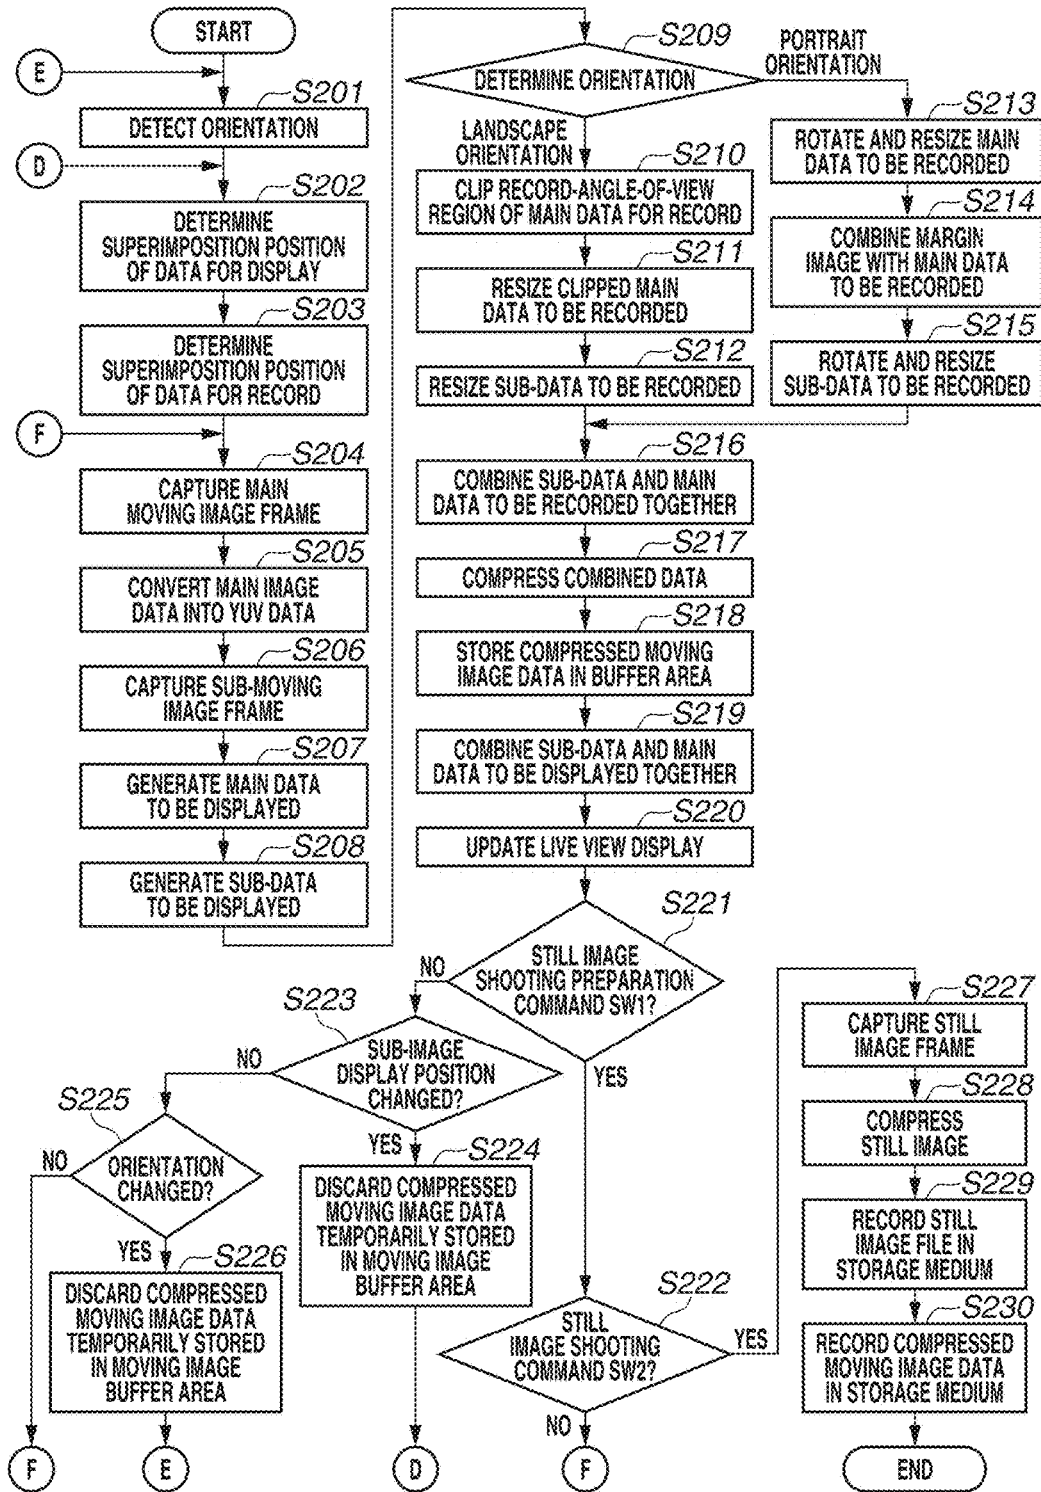 START
E
S201
DETECT ORIENTATION
D
S202
DETERMINE
SUPERIMPOSITION POSITION
OF DATA FOR DISPLAY
S203
DETERMINE
SUPERIMPOSITION POSITION
OF DATA FOR RECORD
F
S204
CAPTURE MAIN
MOVING IMAGE FRAME
S205
CONVERT MAIN IMAGE
DATA INTO YUV DATA
S206
CAPTURE SUB-MOVING
IMAGE FRAME
S207
GENERATE MAIN DATA
TO BE DISPLAYED
S208
GENERATE SUB-DATA
TO BE DISPLAYED
S209
DETERMINE ORIENTATION
PORTRAIT
ORIENTATION
LANDSCAPE
ORIENTATION
S210
CLIP RECORD-ANGLE-OF-VIEW
REGION OF MAIN DATA FOR RECORD
S211
RESIZE CLIPPED MAIN
DATA TO BE RECORDED
S212
RESIZE SUB-DATA TO BE RECORDED
S213
ROTATE AND RESIZE MAIN
DATA TO BE RECORDED
S214
COMBINE MARGIN
IMAGE WITH MAIN DATA
TO BE RECORDED
S215
ROTATE AND RESIZE
SUB-DATA TO BE RECORDED
S216
COMBINE SUB-DATA AND MAIN
DATA TO BE RECORDED TOGETHER
S217
COMPRESS COMBINED DATA
S218
STORE COMPRESSED MOVING
IMAGE DATA IN BUFFER AREA
S219
COMBINE SUB-DATA AND MAIN
DATA TO BE DISPLAYED TOGETHER
S220
UPDATE LIVE VIEW DISPLAY
S221
STILL IMAGE
SHOOTING PREPARATION
COMMAND SW1?
NO
YES
S223
SUB-IMAGE
DISPLAY POSITION
CHANGED?
NO
YES
S225
ORIENTATION
CHANGED?
NO
YES
S226
DISCARD COMPRESSED
MOVING IMAGE DATA
TEMPORARILY STORED
IN MOVING IMAGE
BUFFER AREA
S224
DISCARD COMPRESSED
MOVING IMAGE DATA
TEMPORARILY STORED
IN MOVING IMAGE
BUFFER AREA
S222
STILL
IMAGE SHOOTING
COMMAND SW2?
YES
NO
S227
CAPTURE STILL
IMAGE FRAME
S228
COMPRESS
STILL IMAGE
S229
RECORD STILL
IMAGE FILE IN
STORAGE MEDIUM
S230
RECORD COMPRESSED
MOVING IMAGE DATA
IN STORAGE MEDIUM
F
E
D
F
END